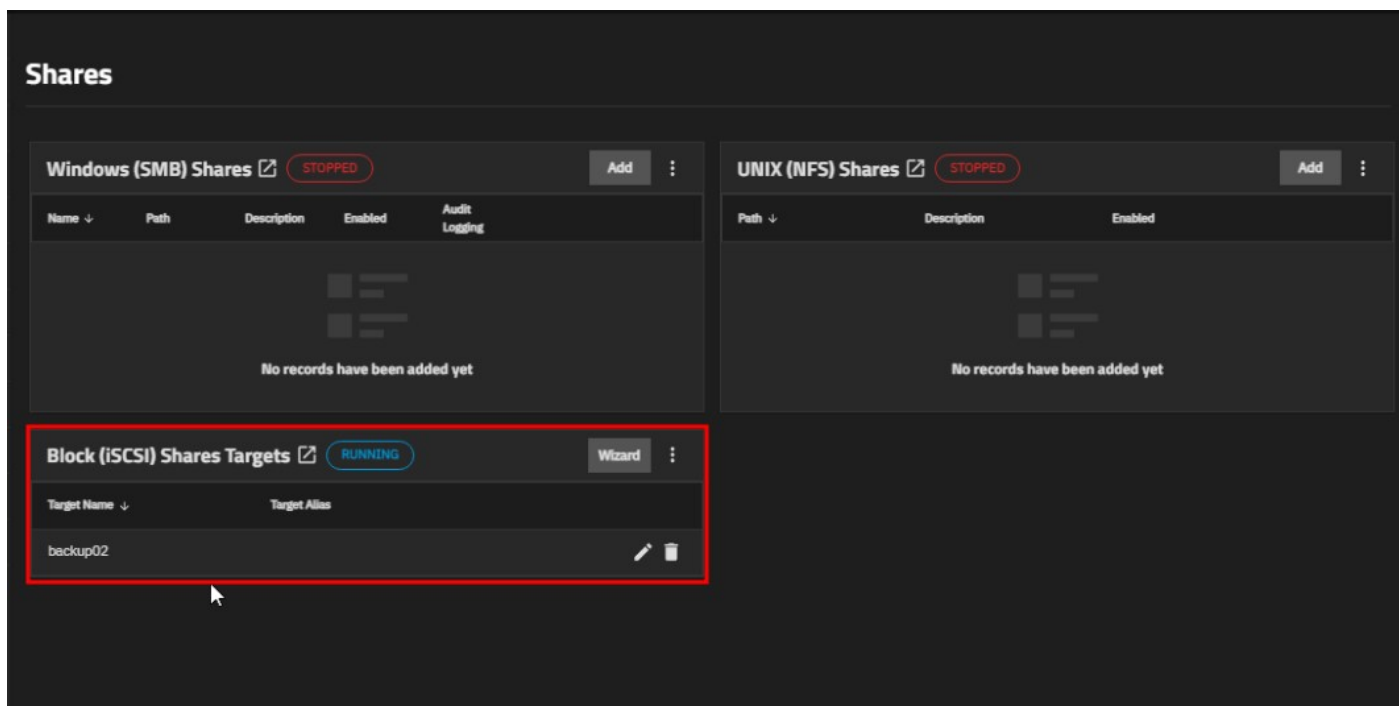 Shares
Windows (SMB) Shares STOPPED Add
Name ↓ Path Description Enabled Audit Logging
No records have been added yet
UNIX (NFS) Shares STOPPED Add
Path ↓ Description Enabled
No records have been added yet
Block (iSCSI) Shares Targets RUNNING Wizard
Target Name ↓ Target Alias
backup02